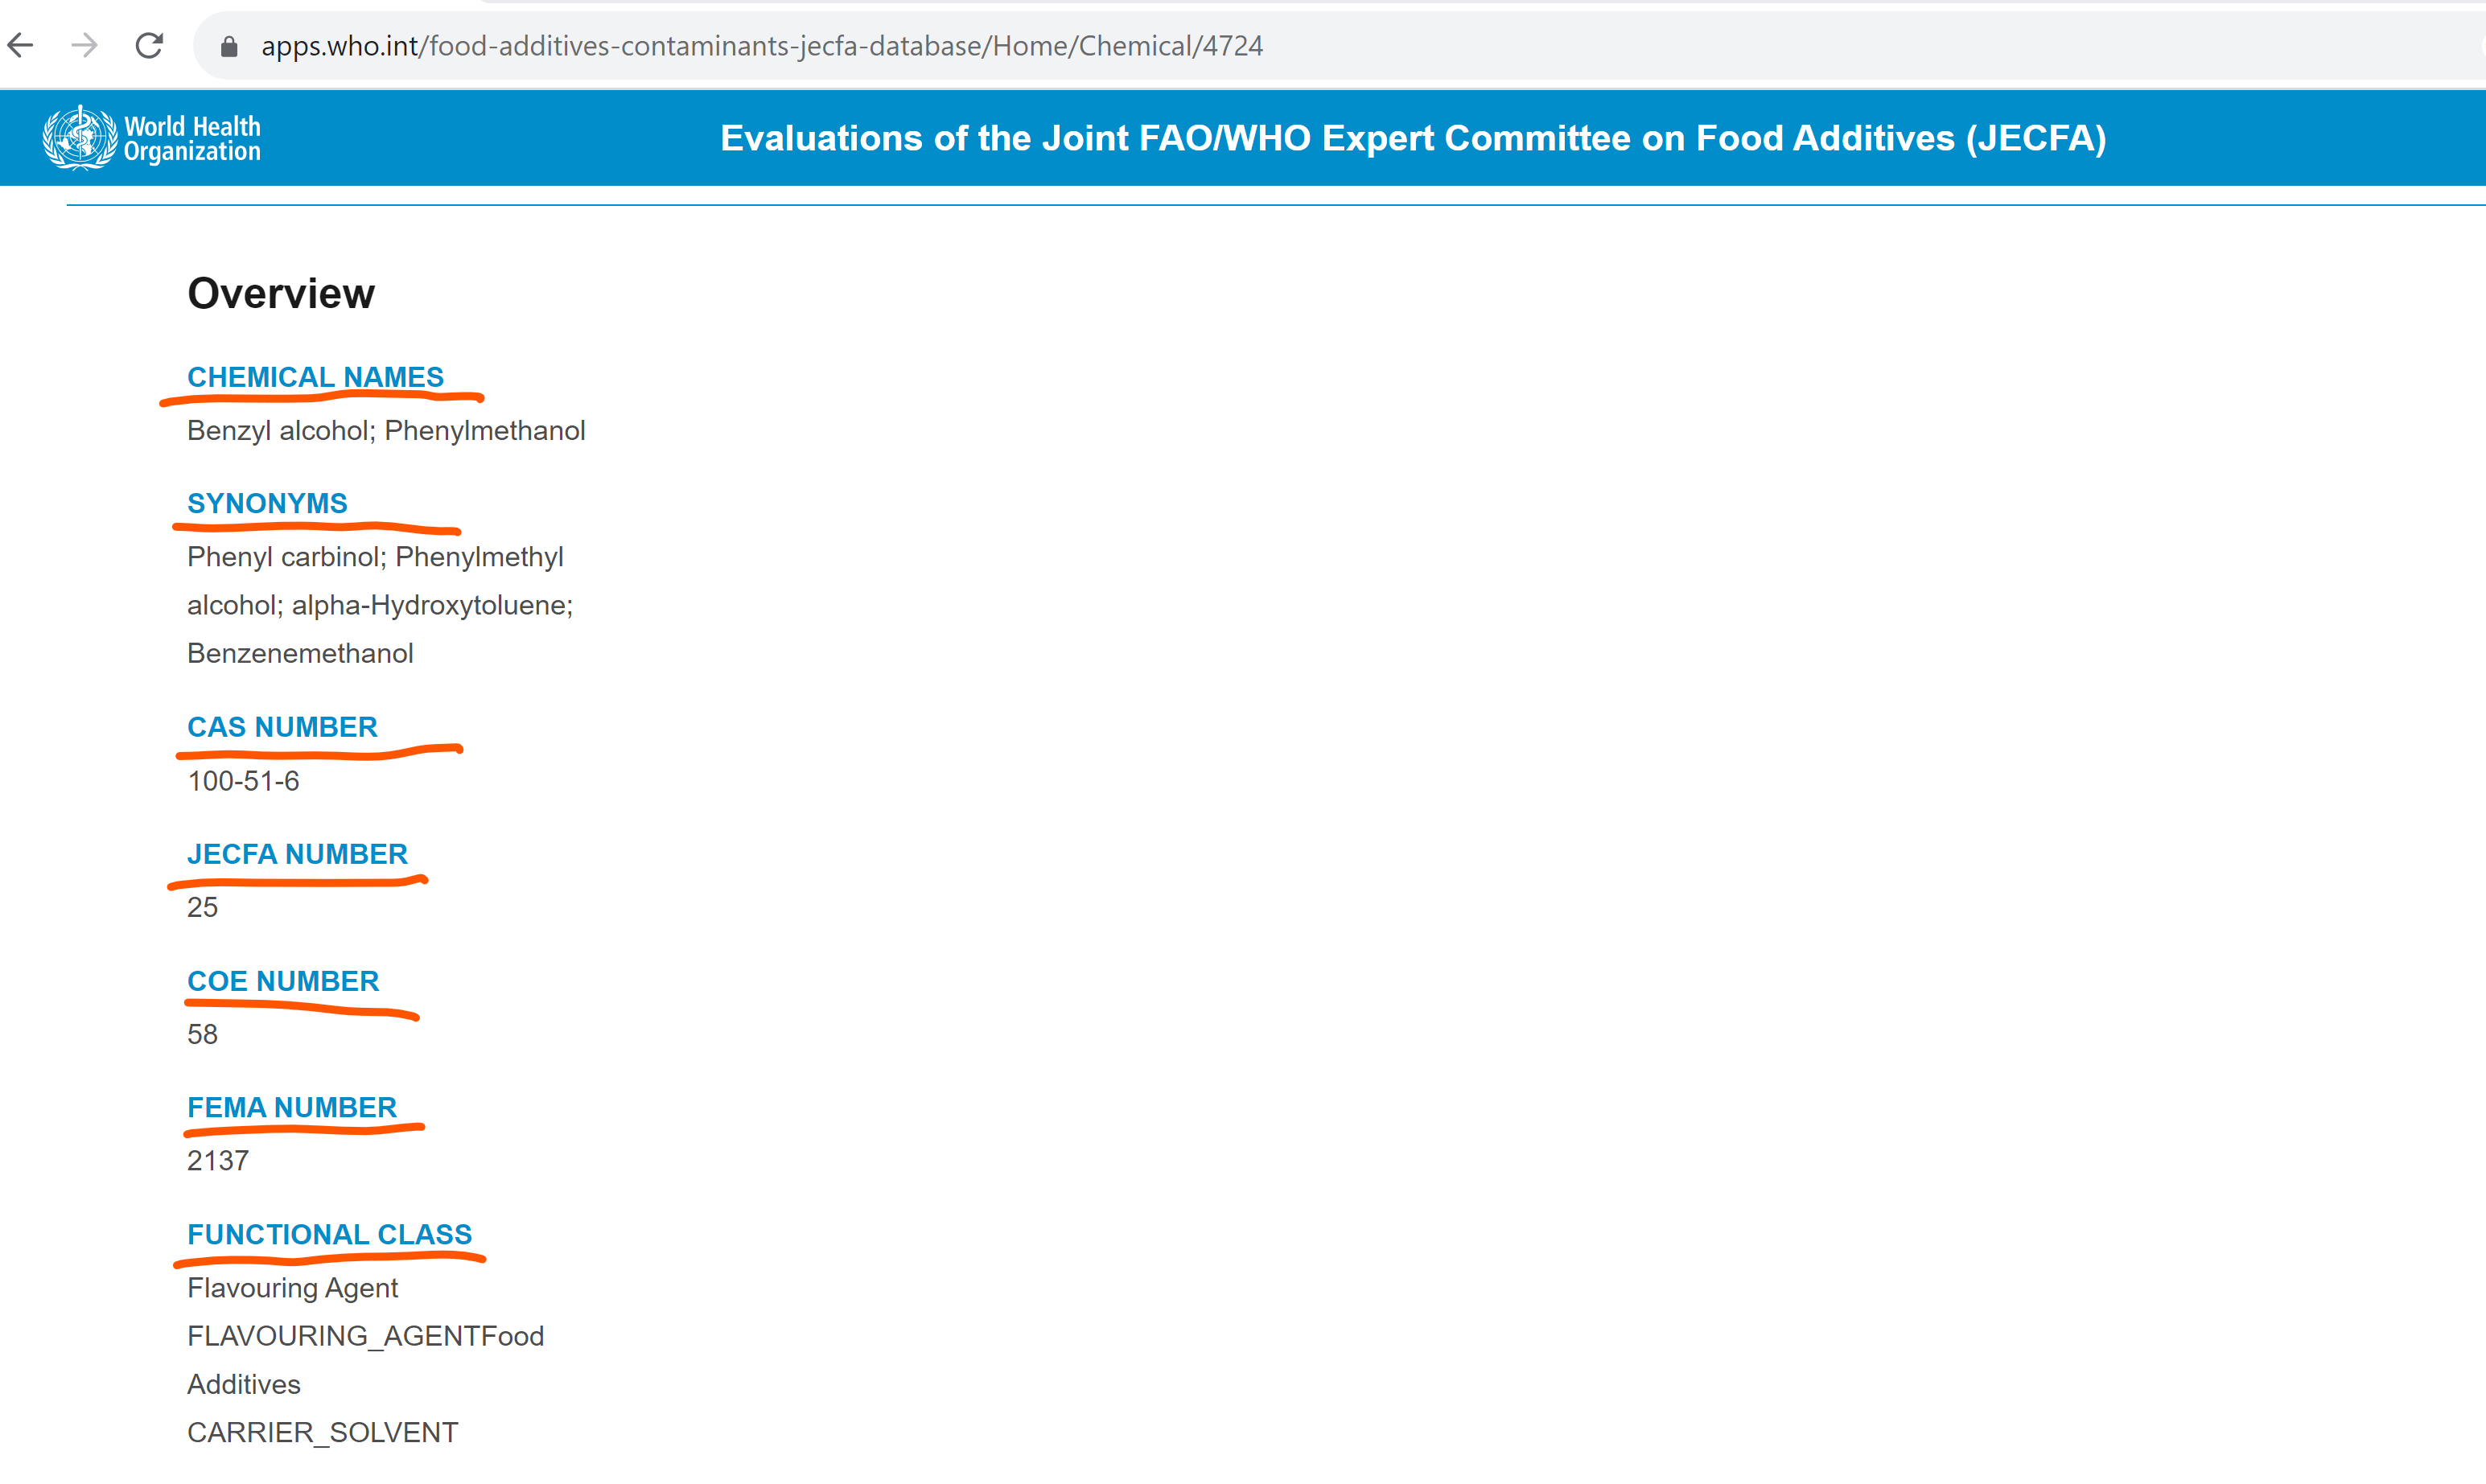 apps.who.int/food-additives-contaminants-jecfa-database/Home/Chemical/4724
World Health
Organization
Evaluations of the Joint FAO/WHO Expert Committee on Food Additives (JECFA)
Overview
CHEMICAL NAMES
Benzyl alcohol; Phenylmethanol
SYNONYMS
Phenyl carbinol; Phenylmethyl
alcohol; alpha-Hydroxytoluene;
Benzenemethanol
CAS NUMBER
100-51-6
JECFA NUMBER
25
COE NUMBER
58
FEMA NUMBER
2137
FUNCTIONAL CLASS
Flavouring Agent
FLAVOURING_AGENTFood
Additives
CARRIER_SOLVENT